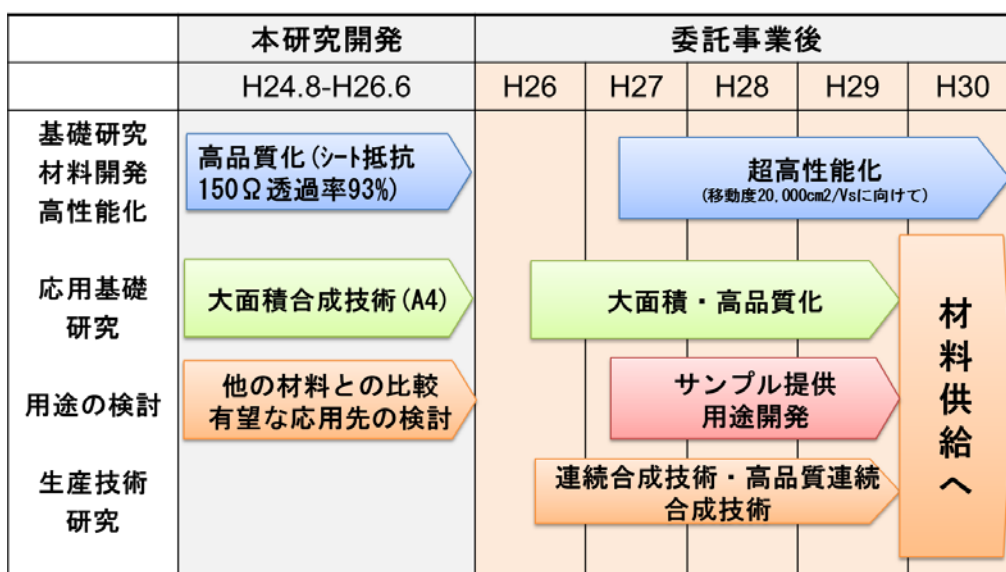 本研究開発
委託事業後
H24.8-H26.6
H26
H27
H28
H29
H30
基礎研究
材料開発
高性能化
高品質化(シート抵抗
150Ω透過率93%)
超高性能化
(移動度20,000cm2/Vsに向けて)
応用基礎
研究
大面積合成技術(A4)
大面積・高品質化
用途の検討
他の材料との比較
有望な応用先の検討
サンプル提供
用途開発
生産技術
研究
連続合成技術・高品質連続
合成技術
材料供給へ